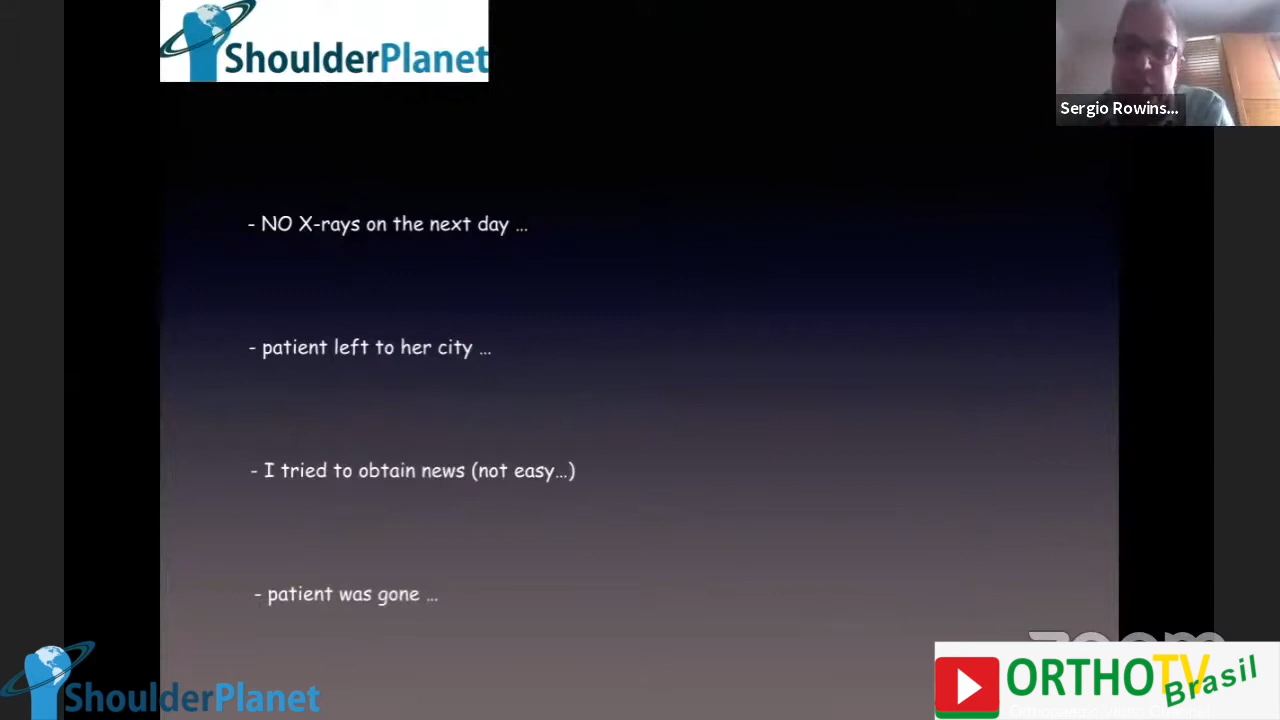 ShoulderPlanet
Sergio Rowins...
- NO X-rays on the next day ...
- patient left to her city ...
- I tried to obtain news (not easy...)
- patient was gone ...
zoom
ShoulderPlanet
ORTHOTV
Brasil